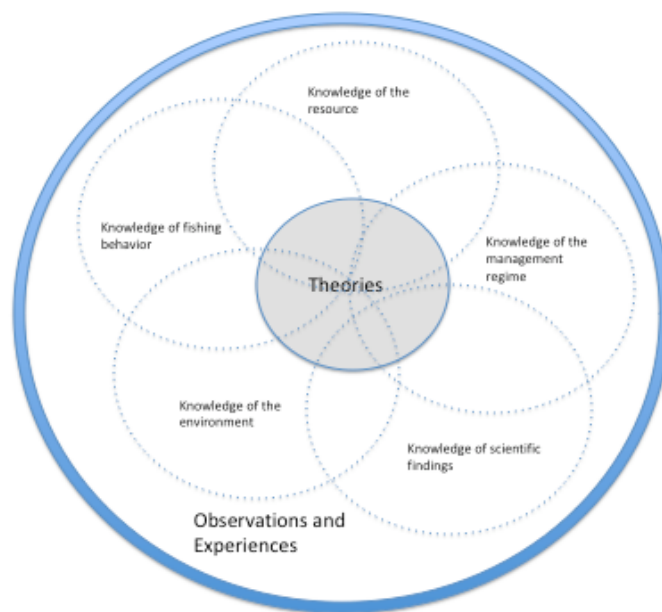 Knowledge of the
resource
Knowledge of fishing
behavior
Knowledge of the
management
regime
Theories
Knowledge of the
environment
Knowledge of scientific
findings
Observations and
Experiences